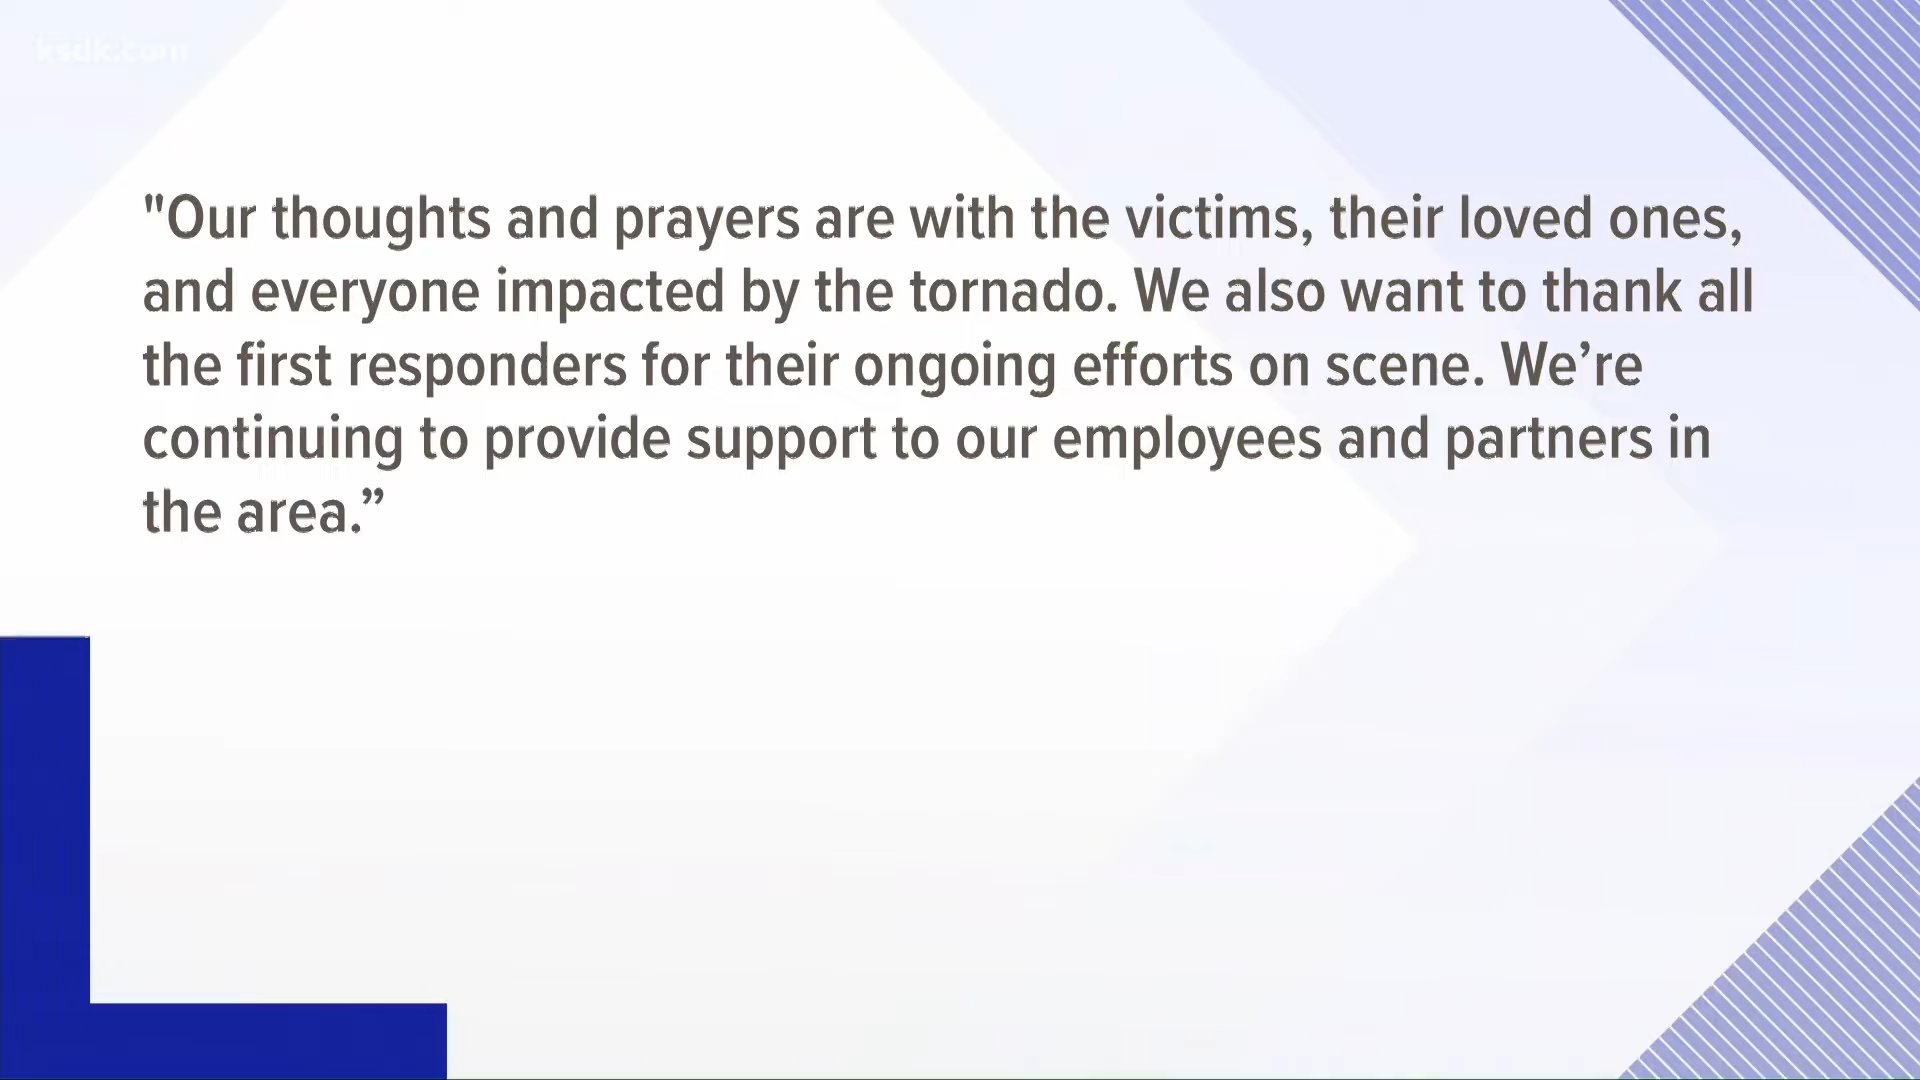 ksdk.com
"Our thoughts and prayers are with the victims, their loved ones,
and everyone impacted by the tornado. We also want to thank all
the first responders for their ongoing efforts on scene. We’re
continuing to provide support to our employees and partners in
the area.”